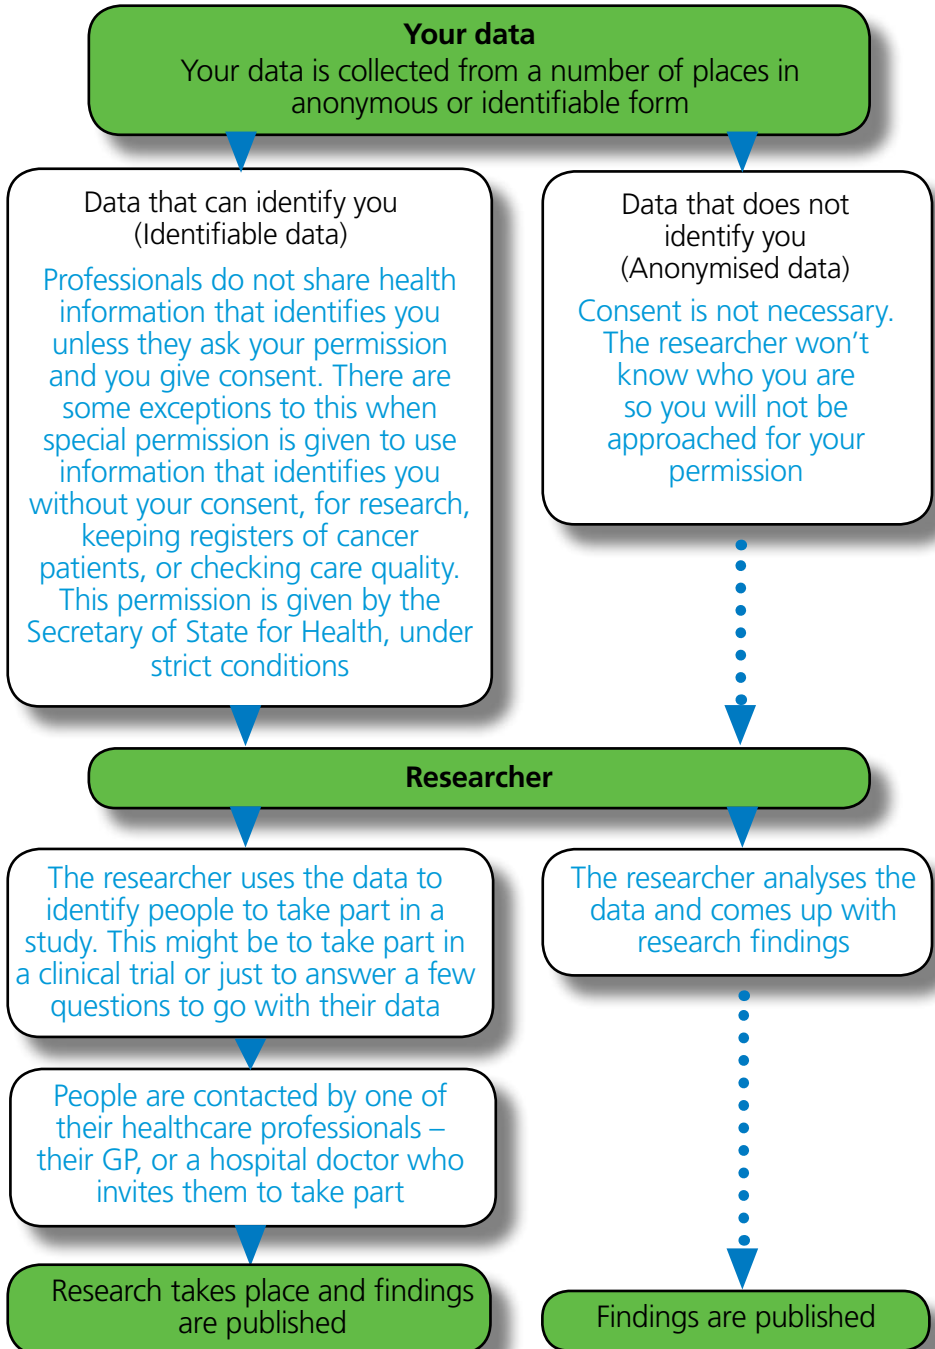 Your data
Your data is collected from a number of places in
anonymous or identifiable form
Data that can identify you
(Identifiable data)
Professionals do not share health
information that identifies you
unless they ask your permission
and you give consent. There are
some exceptions to this when
special permission is given to use
information that identifies you
without your consent, for research,
keeping registers of cancer
patients, or checking care quality.
This permission is given by the
Secretary of State for Health, under
strict conditions
Data that does not
identify you
(Anonymised data)
Consent is not necessary.
The researcher won't
know who you are
so you will not be
approached for your
permission
Researcher
The researcher uses the data to
identify people to take part in a
study. This might be to take part in
a clinical trial or just to answer a few
questions to go with their data
The researcher analyses the
data and comes up with
research findings
People are contacted by one of
their healthcare professionals –
their GP, or a hospital doctor who
invites them to take part
Research takes place and findings
are published
Findings are published